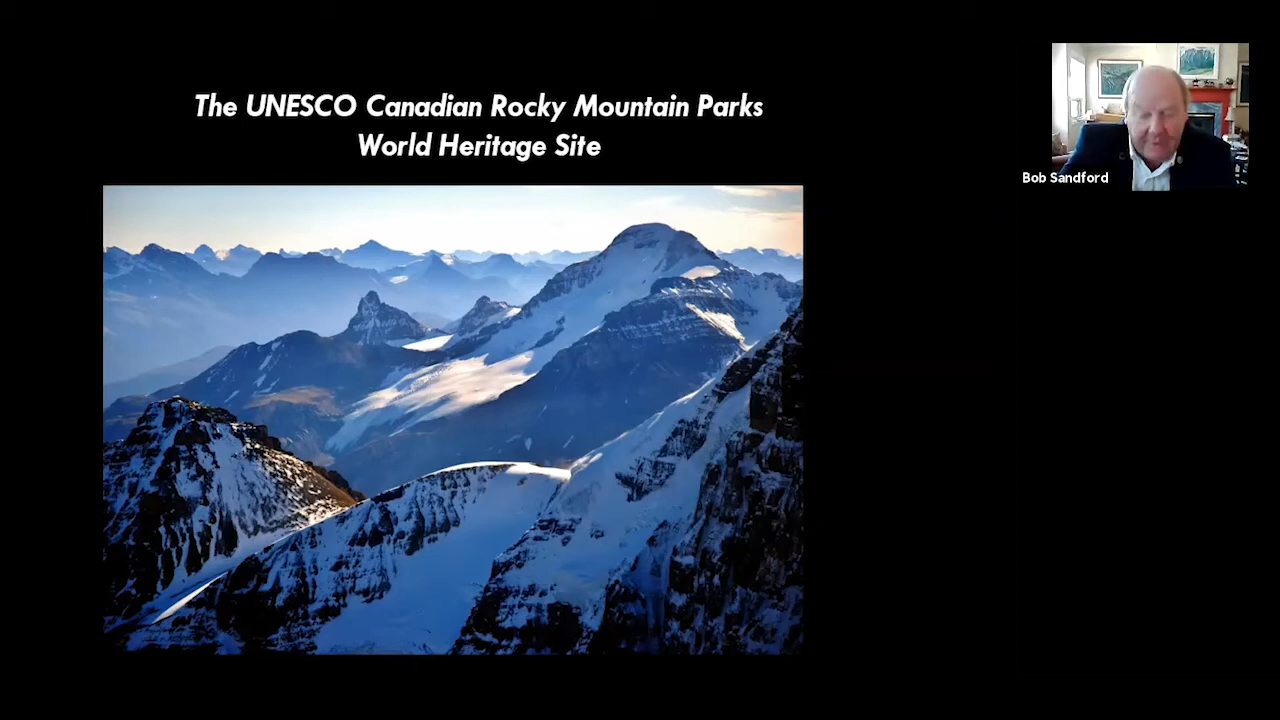 The UNESCO Canadian Rocky Mountain Parks
World Heritage Site
Bob Sandford